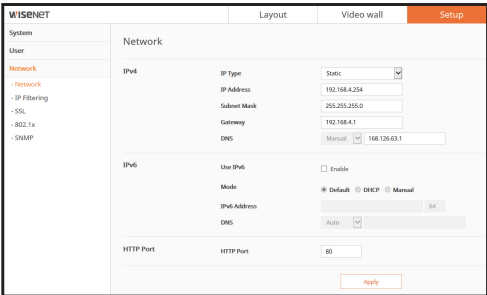 WISENET Layout Video wall Setup
System
User
Network
- Network
- IP Filtering
- SSL
- 802.1x
- SNMP
Network
IPv4 IP Type Static
IP Address 192.168.4.254
Subnet Mask 255.255.255.0
Gateway 192.168.4.1
DNS Manual 168.126.63.1
IPv6 Use IPv6 Enable
Mode Default DHCP Manual
IPv6 Address 64
DNS Auto
HTTP Port HTTP Port 80
Apply